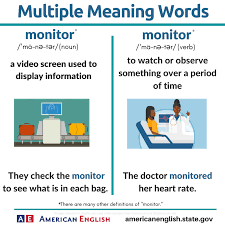 Multiple Meaning Words
monitor*
/ˈmɑ-nə-tər/(noun)
a video screen used to
display information
They check the monitor
to see what is in each bag.
monitor*
/ˈmɑ-nə-tər/ (verb)
to watch or observe
something over a period
of time
The doctor monitored
her heart rate.
*There are many other definitions of "monitor."
AE AMERICAN ENGLISH
americanenglish.state.gov